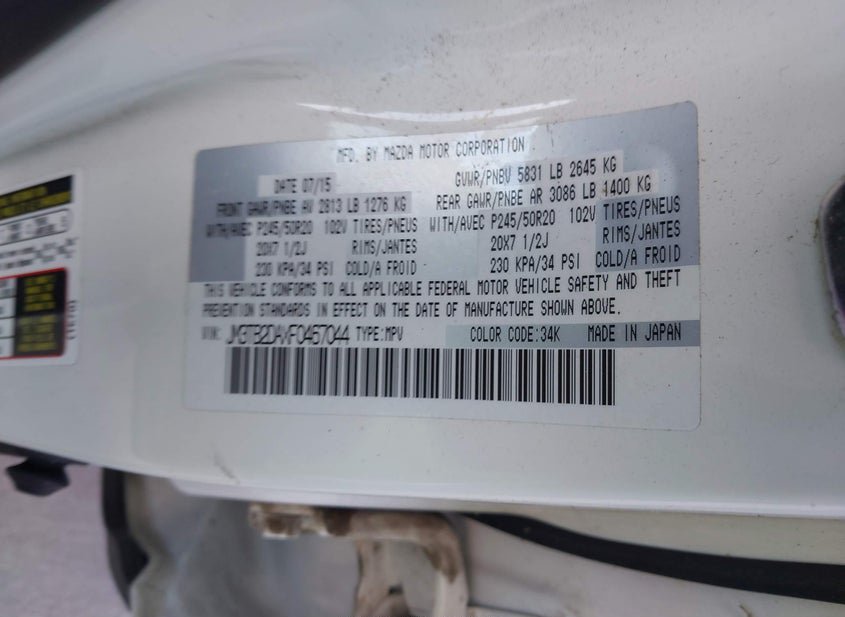 MFD. BY MAZDA MOTOR CORPORATION
DATE 07/15 GVWR/PNBV 5831 LB 2645 KG
FRONT GAWR/PNBE AV 2813 LB 1276 KG REAR GAWR/PNBE AR 3086 LB 1400 KG
WITH/AVEC P245/50R20 102V TIRES/PNEUS WITH/AVEC P245/50R20 102V TIRES/PNEUS
20X7 1/2J RIMS/JANTES 20X7 1/2J RIMS/JANTES
230 KPA/34 PSI COLD/A FROID 230 KPA/34 PSI COLD/A FROID
THIS VEHICLE CONFORMS TO ALL APPLICABLE FEDERAL MOTOR VEHICLE SAFETY AND THEFT
PREVENTION STANDARDS IN EFFECT ON THE DATE OF MANUFACTURE SHOWN ABOVE.
VIN: JM3TB2DAXF0467044 TYPE:MPV COLOR CODE:34K MADE IN JAPAN